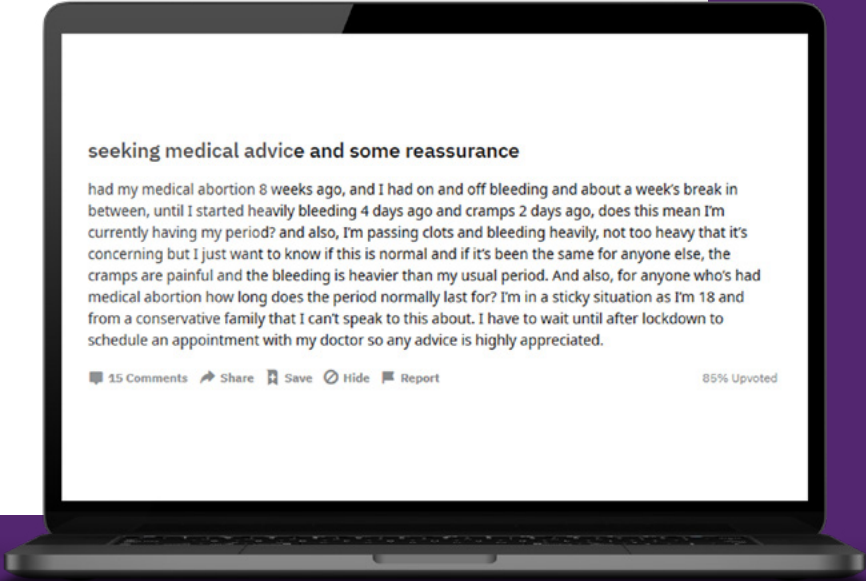 seeking medical advice and some reassurance
had my medical abortion 8 weeks ago, and I had on and off bleeding and about a week's break in
between, until I started heavily bleeding 4 days ago and cramps 2 days ago, does this mean I'm
currently having my period? and also, I'm passing clots and bleeding heavily, not too heavy that it's
concerning but I just want to know if this is normal and if it's been the same for anyone else, the
cramps are painful and the bleeding is heavier than my usual period. And also, for anyone who's had
medical abortion how long does the period normally last for? I'm in a sticky situation as I'm 18 and
from a conservative family that I can't speak to this about. I have to wait until after lockdown to
schedule an appointment with my doctor so any advice is highly appreciated.
15 Comments Share Save Hide Report 85% Upvoted